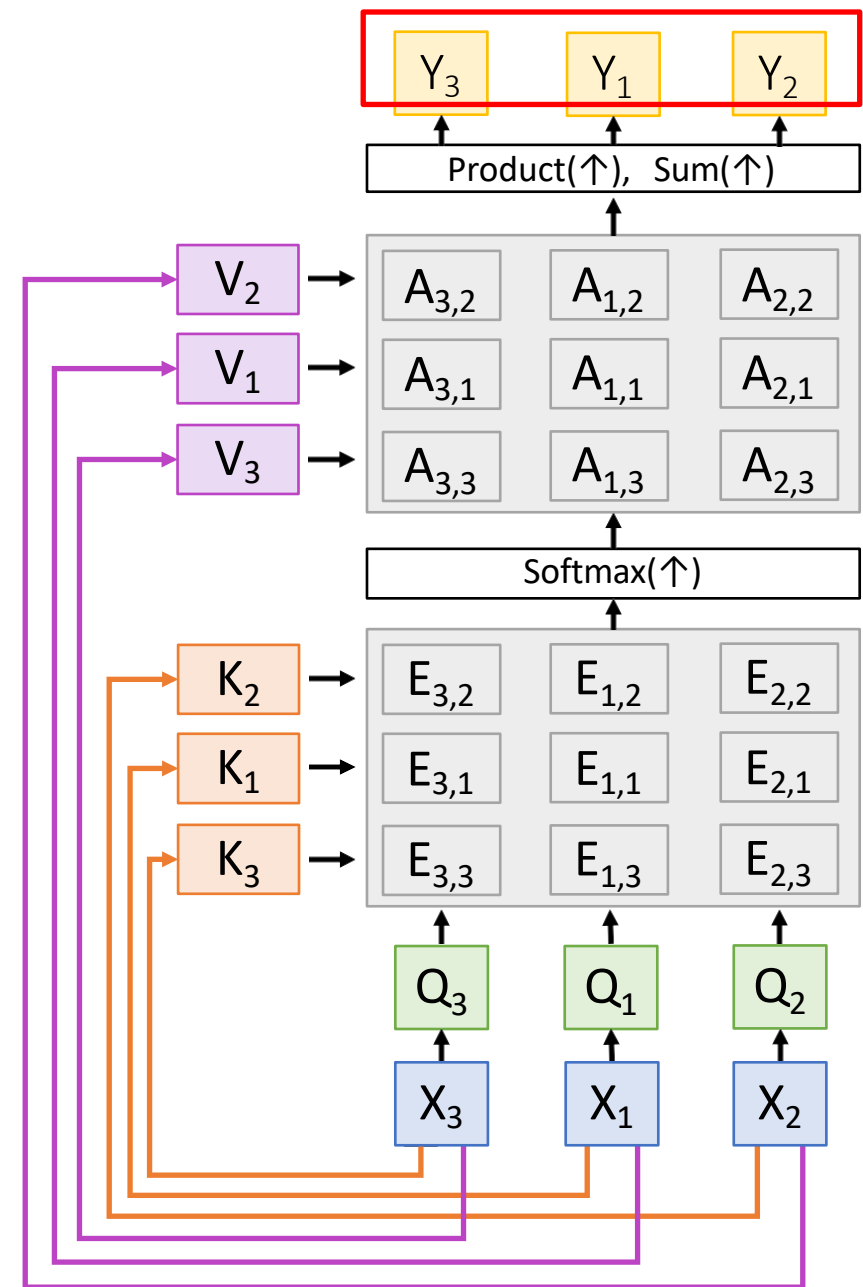 Y₃ Y₁ Y₂
Product(↑), Sum(↑)
V₂ A₃,₂ A₁,₂ A₂,₂
V₁ A₃,₁ A₁,₁ A₂,₁
V₃ A₃,₃ A₁,₃ A₂,₃
Softmax(↑)
K₂ E₃,₂ E₁,₂ E₂,₂
K₁ E₃,₁ E₁,₁ E₂,₁
K₃ E₃,₃ E₁,₃ E₂,₃
Q₃ Q₁ Q₂
X₃ X₁ X₂